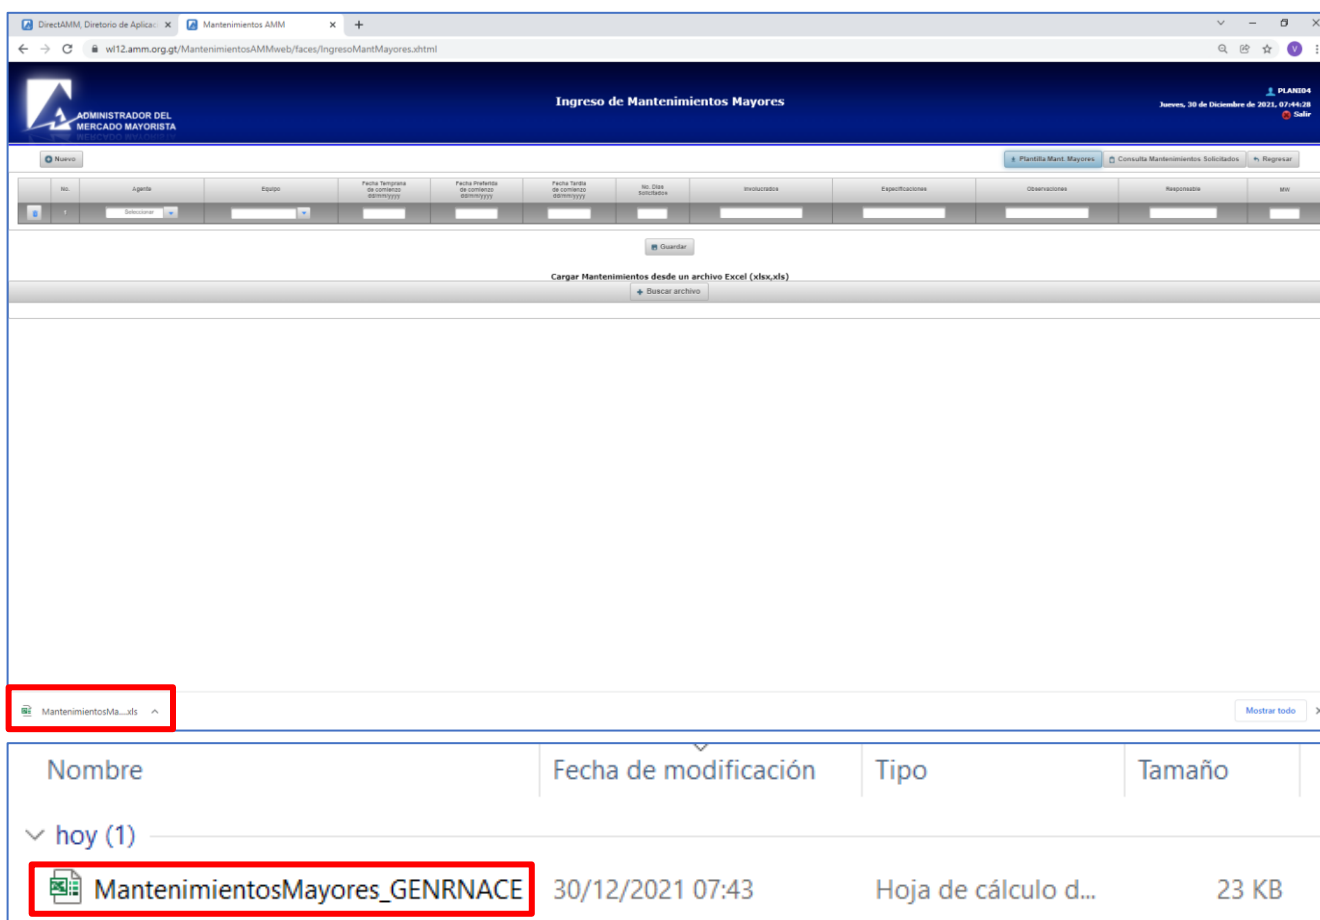 DirectAMM, Diretorio de Aplicac
Mantenimientos AMM
wl12.amm.org.gt/MantenimientosAMMweb/faces/IngresoMantMayores.xhtml
V
ADMINISTRADOR DEL
MERCADO MAYORISTA
Ingreso de Mantenimientos Mayores
PLANI04
Jueves, 30 de Diciembre de 2021, 07:44:28
Salir
Nuevo
Plantilla Mant. Mayores
Consulta Mantenimientos Solicitados
Regresar
No. Agente Equipo Fecha Temprana de comienzo dd/mm/yyyy Fecha Preferida de comienzo dd/mm/yyyy Fecha Tardía de comienzo dd/mm/yyyy No. Dias Solicitados Involucrados Especificaciones Observaciones Responsable MW
1 Seleccionar
Guardar
Cargar Mantenimientos desde un archivo Excel (xlsx,xls)
+ Buscar archivo
MantenimientosMa....xls
Mostrar todo
Nombre Fecha de modificación Tipo Tamaño
hoy (1)
MantenimientosMayores_GENRNACE 30/12/2021 07:43 Hoja de cálculo d... 23 KB